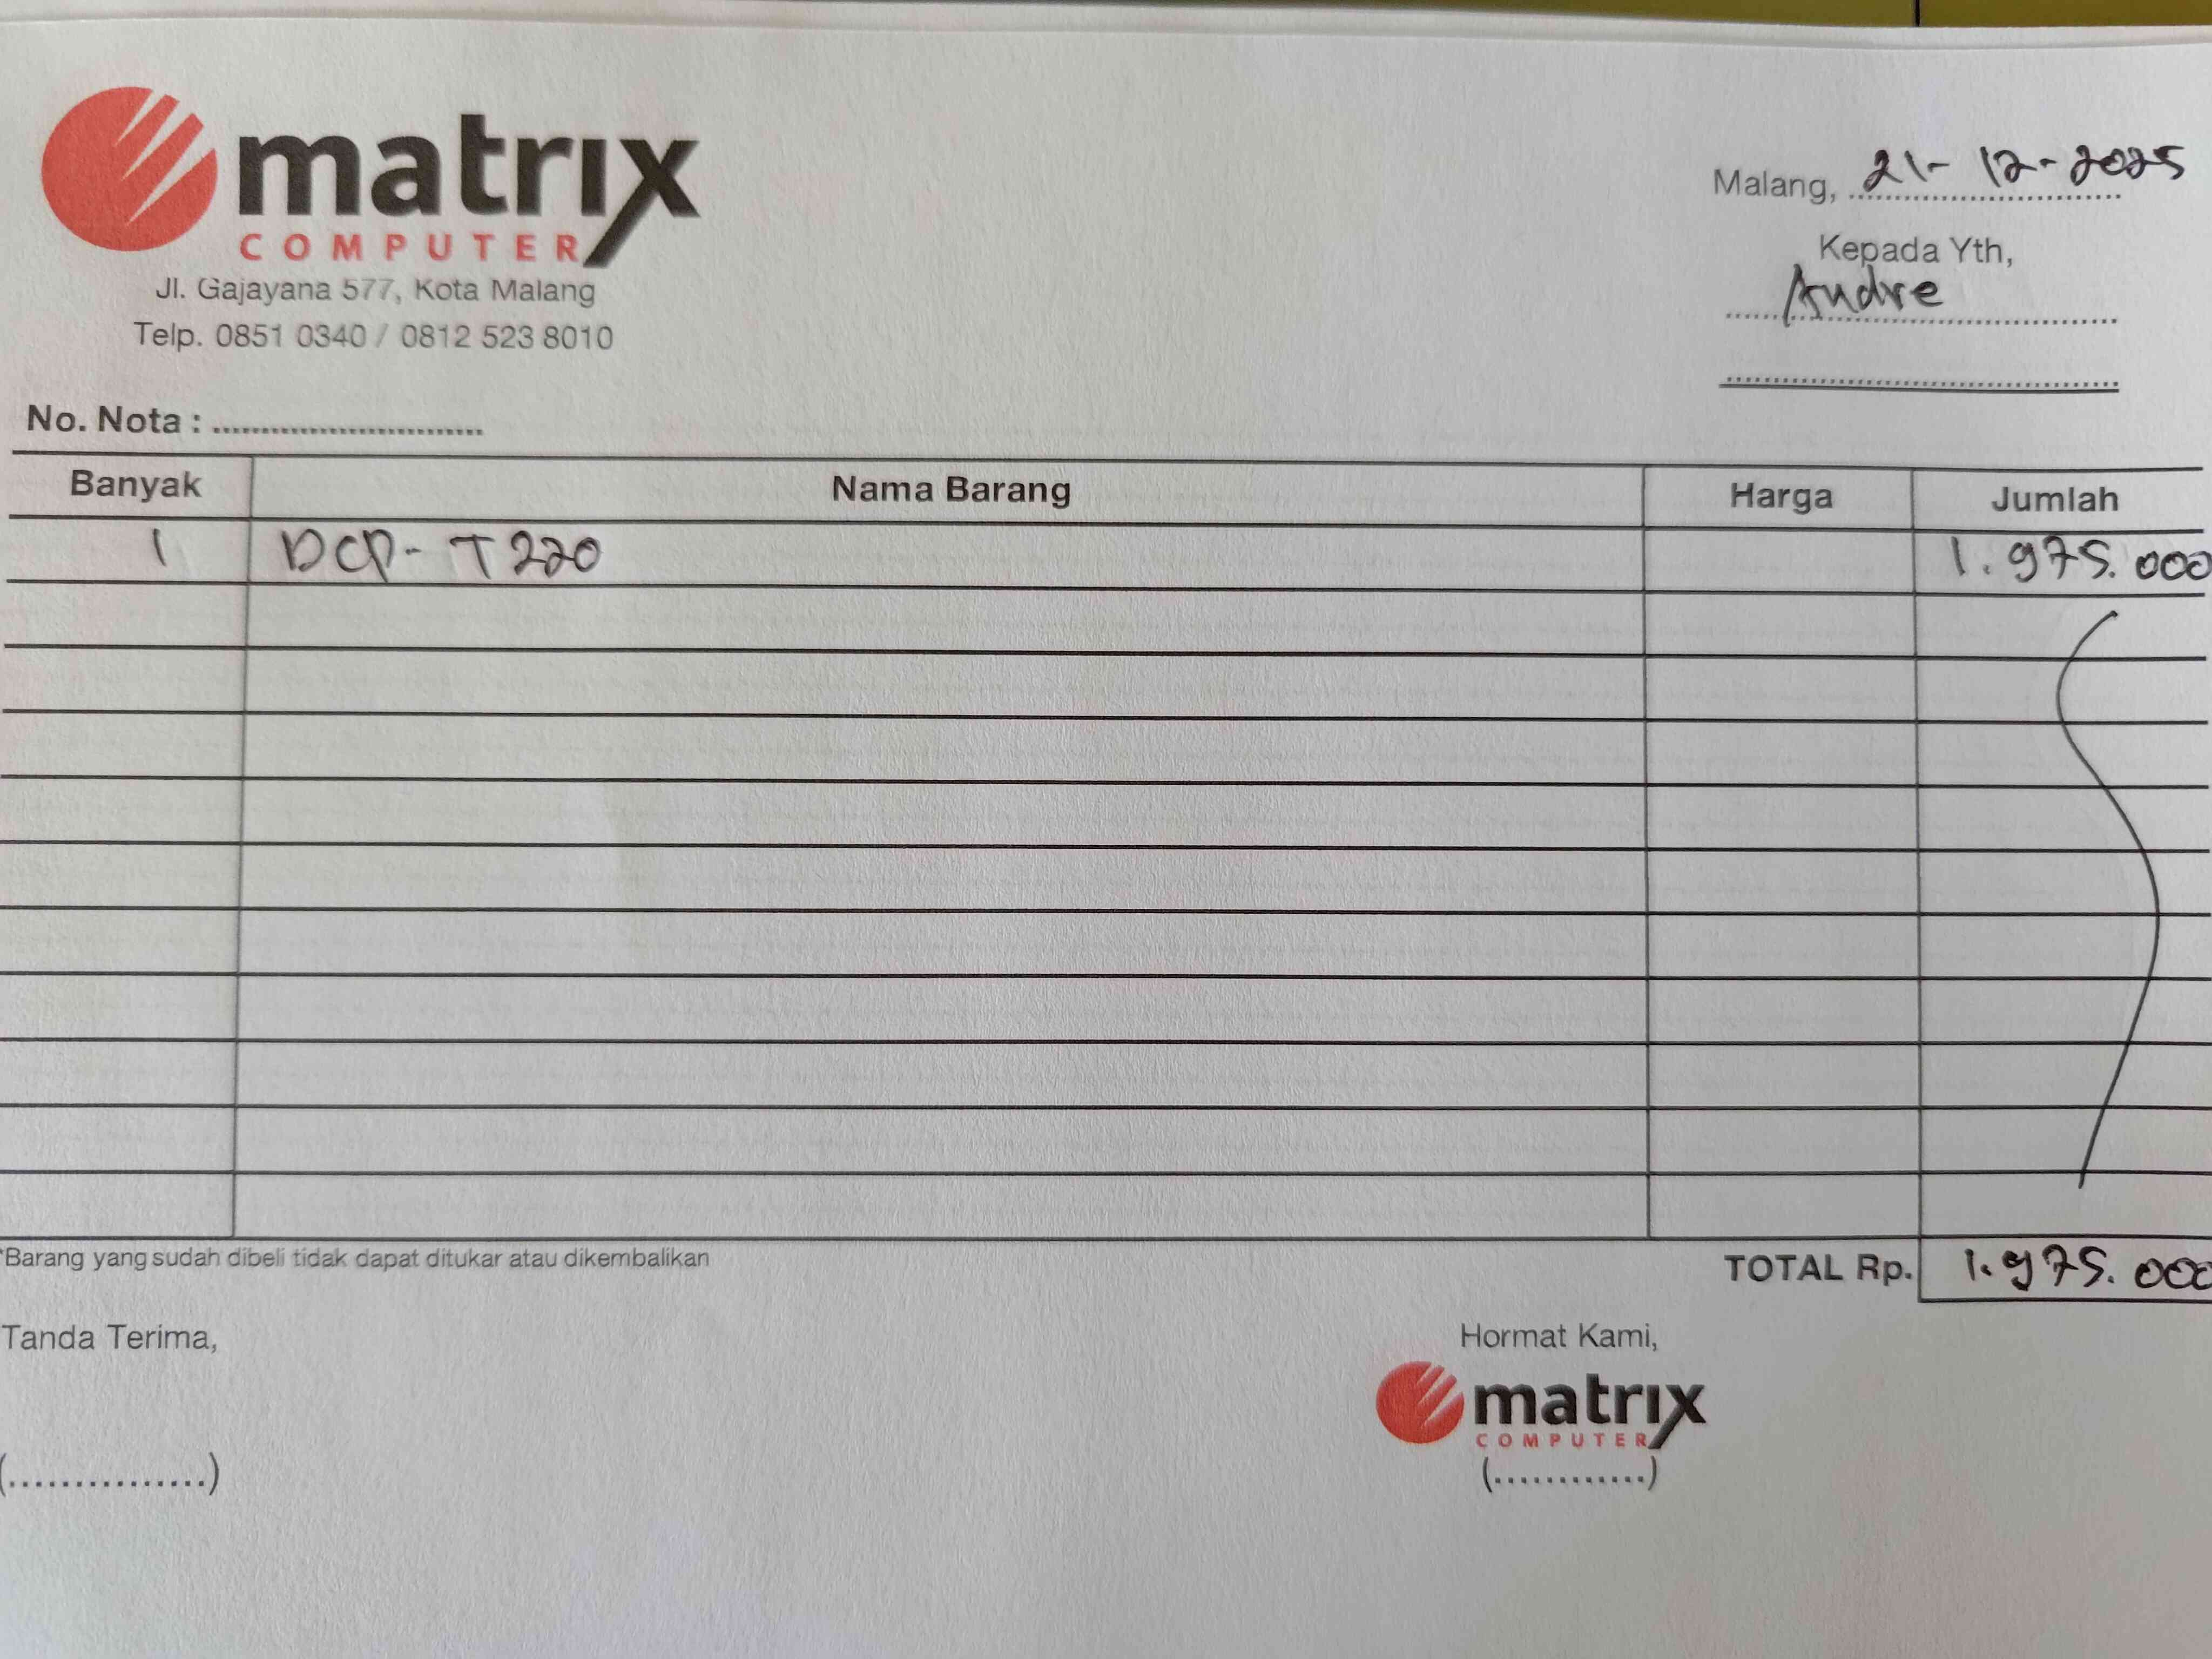 matrix
COMPUTER
Jl. Gajayana 577, Kota Malang
Telp. 0851 0340 / 0812 523 8010
Malang, 21-12-2025
Kepada Yth,
Andre
No. Nota : ............................
Banyak Nama Barang Harga Jumlah
1 DCP-T220 1.975.000
*Barang yang sudah dibeli tidak dapat ditukar atau dikembalikan
TOTAL Rp. 1.975.000
Tanda Terima,
Hormat Kami,
matrix
COMPUTER
(...............) (............)